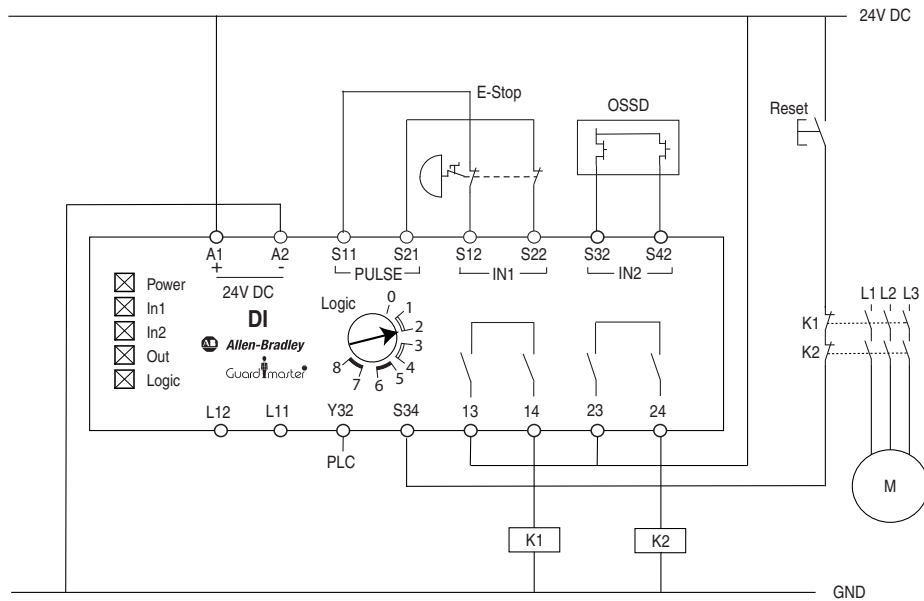 24V DC
E-Stop
OSSD
Reset
A1
A2
S11
S21
S12
S22
S32
S42
+
-
PULSE
IN1
IN2
24V DC
Power
In1
In2
Out
Logic
DI
AB Allen-Bradley
Guardmaster
Logic
0
1
2
3
4
5
6
7
8
L1
L2
L3
K1
K2
L12
L11
Y32
S34
13
14
23
24
PLC
M
K1
K2
GND